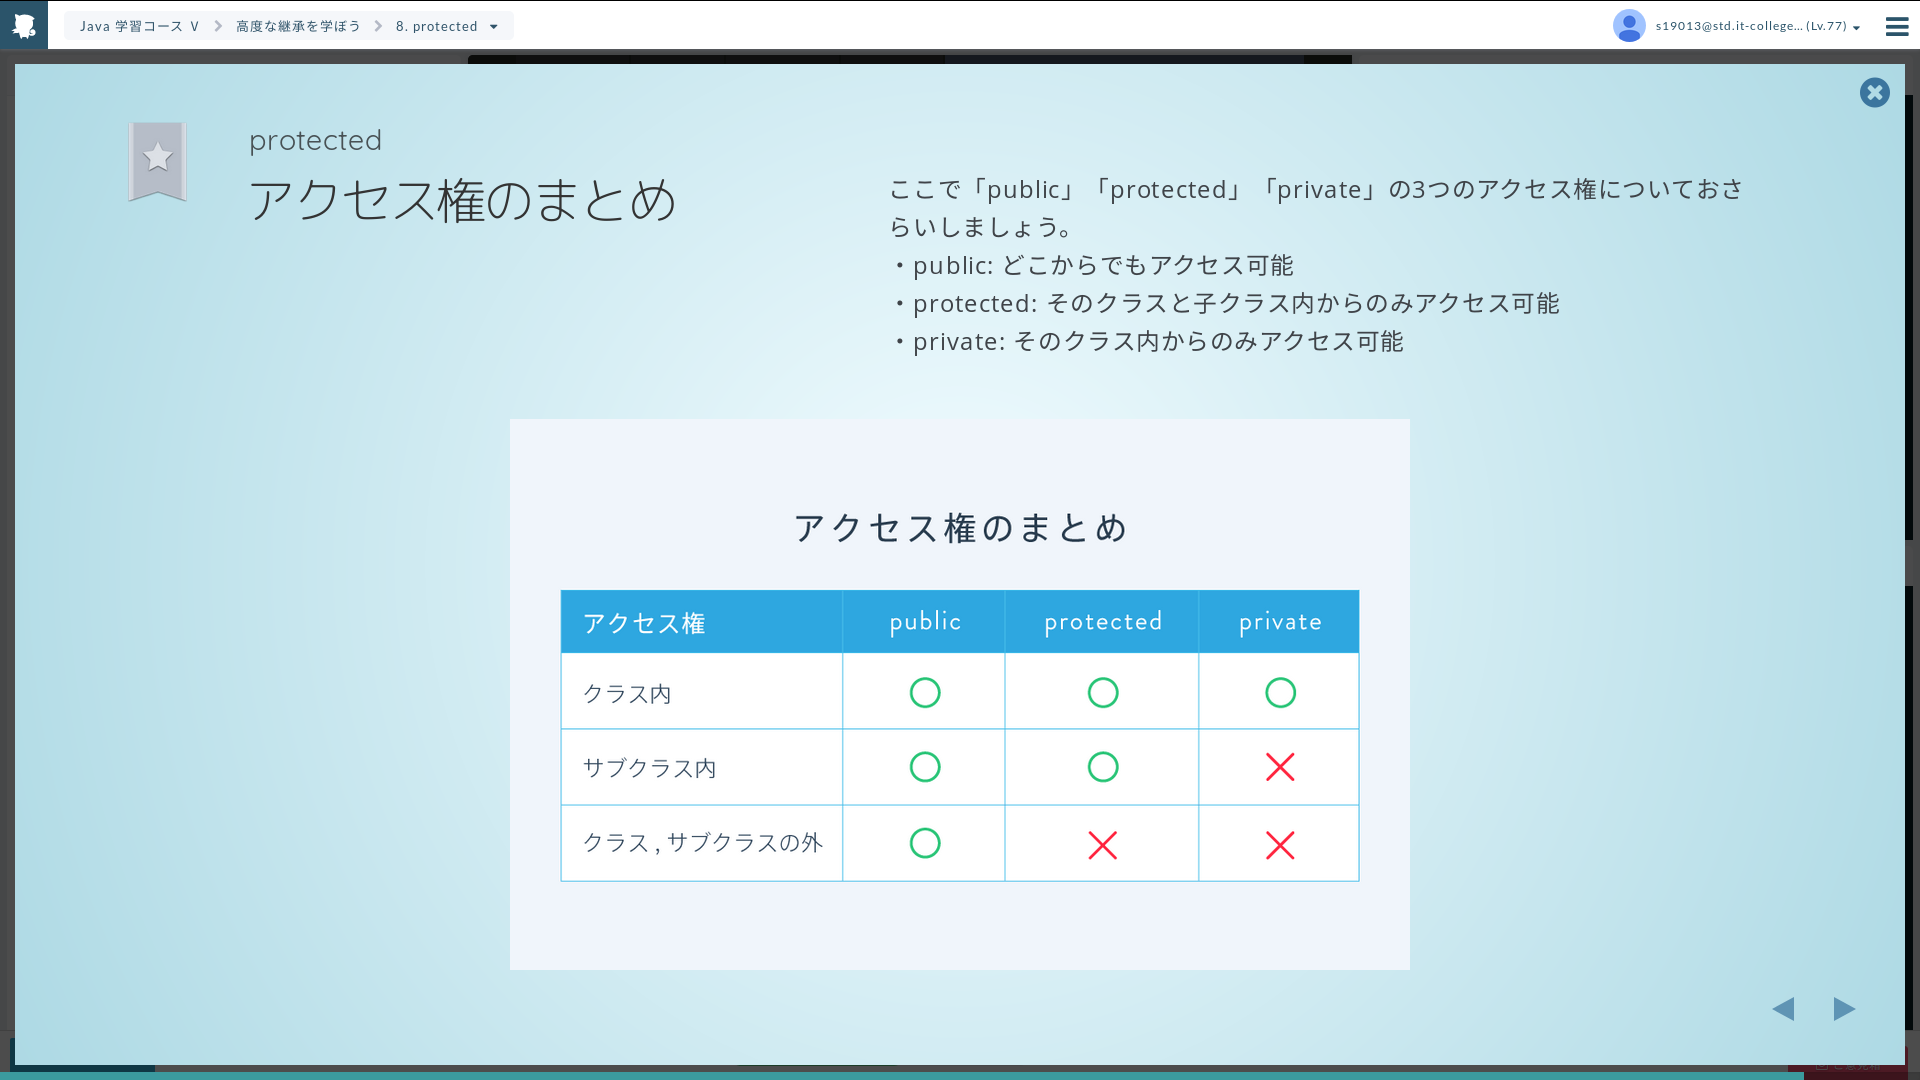 Java 学習コース Ⅴ
高度な継承を学ぼう
8. protected
s19013@std.it-college... (Lv.77)
protected
アクセス権のまとめ
ここで「public」「protected」「private」の3つのアクセス権についておさ
らいしましょう。
・public: どこからでもアクセス可能
・protected: そのクラスと子クラス内からのみアクセス可能
・private: そのクラス内からのみアクセス可能
アクセス権のまとめ
アクセス権 public protected private
クラス内 ○ ○ ○
サブクラス内 ○ ○ ×
クラス , サブクラスの外 ○ × ×